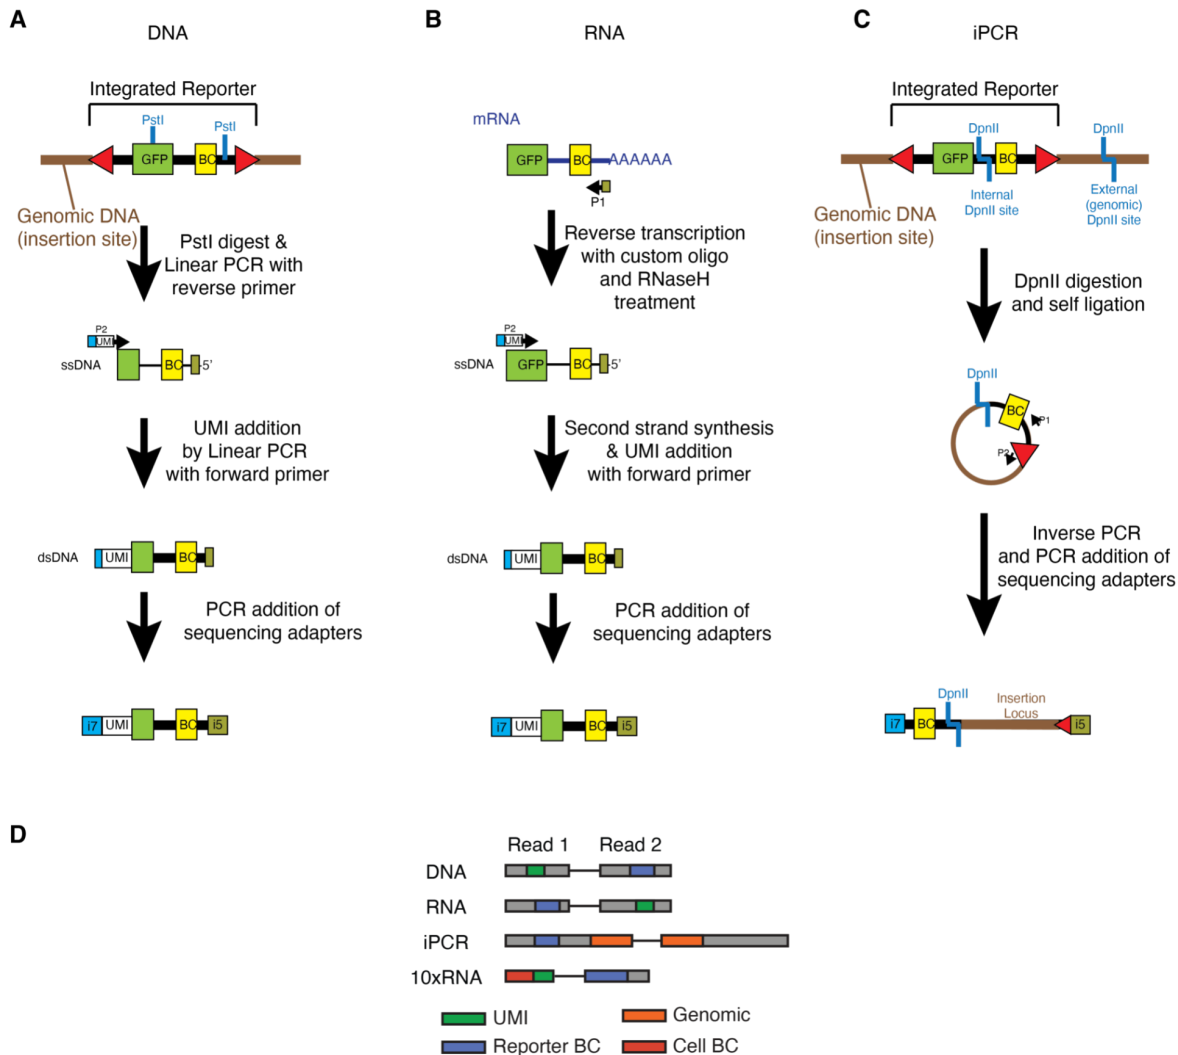 A
DNA
Integrated Reporter
PstI
PstI
GFP
BC
Genomic DNA
(insertion site)
PstI digest &
Linear PCR with
reverse primer
P2
UMI
ssDNA
BC
5’
UMI addition
by Linear PCR
with forward primer
dsDNA
UMI
BC
PCR addition of
sequencing adapters
i7
UMI
BC
i5
B
RNA
mRNA
GFP
BC
AAAAAA
P1
Reverse transcription
with custom oligo
and RNaseH
treatment
P2
UMI
ssDNA
GFP
BC
5’
Second strand synthesis
& UMI addition
with forward primer
dsDNA
UMI
BC
PCR addition of
sequencing adapters
i7
UMI
BC
i5
C
iPCR
Integrated Reporter
DpnII
DpnII
GFP
BC
Internal
DpnII site
External
(genomic)
DpnII site
Genomic DNA
(insertion site)
DpnII digestion
and self ligation
DpnII
BC
P1
P2
Inverse PCR
and PCR addition of
sequencing adapters
DpnII
Insertion
Locus
i7
BC
i5
D
Read 1 Read 2
DNA
RNA
iPCR
10xRNA
UMI
Genomic
Reporter BC
Cell BC